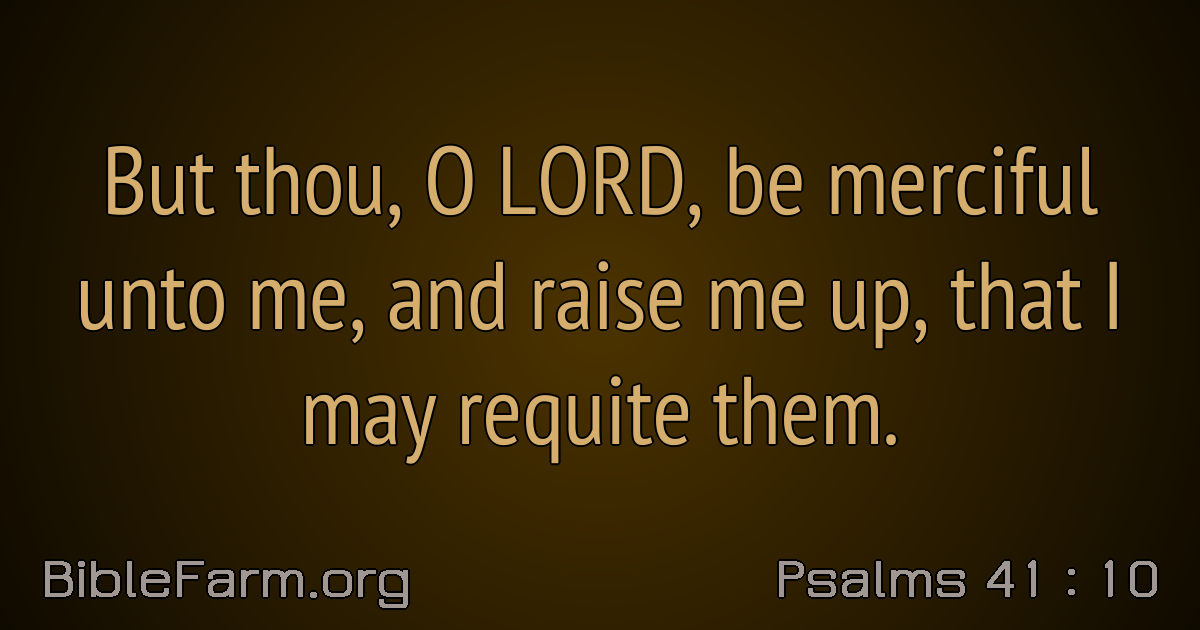 But thou, O LORD, be merciful
unto me, and raise me up, that I
may requite them.
BibleFarm.org
Psalms 41 : 10